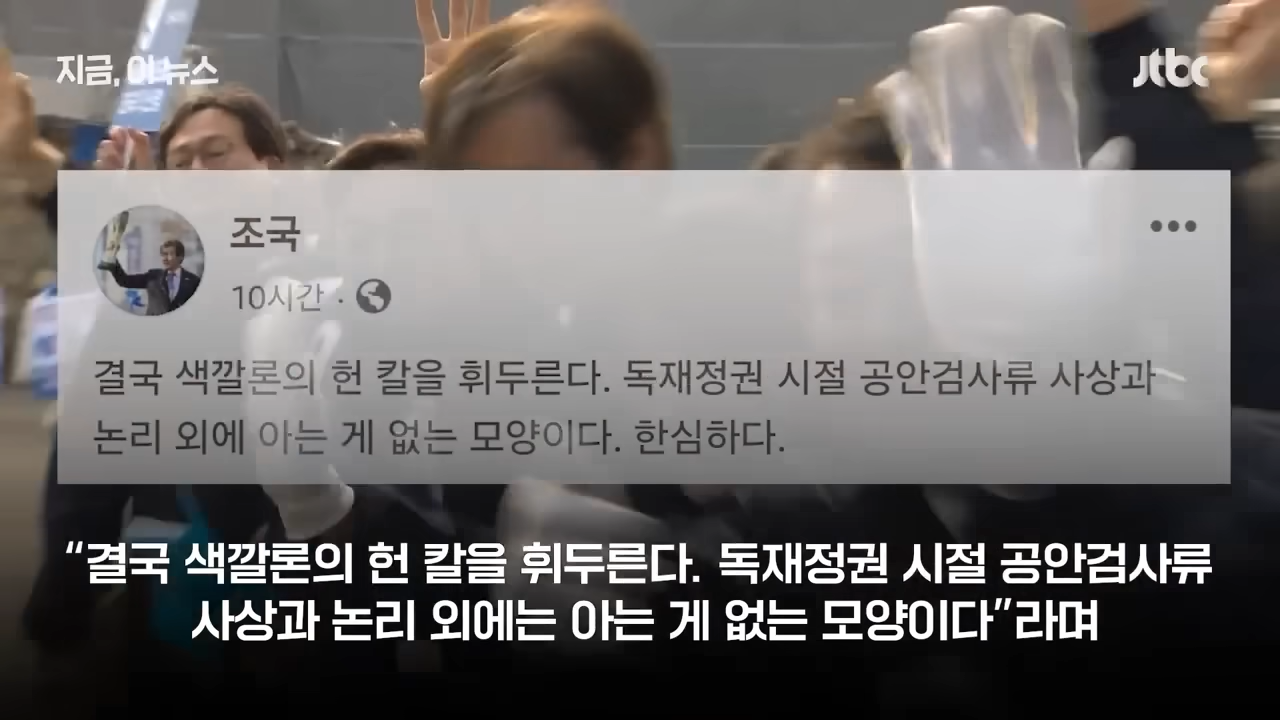 지금, 이 뉴스
jtbc
조국
10시간 ·
결국 색깔론의 헌 칼을 휘두른다. 독재정권 시절 공안검사류 사상과
논리 외에 아는 게 없는 모양이다. 한심하다.
“결국 색깔론의 헌 칼을 휘두른다. 독재정권 시절 공안검사류
사상과 논리 외에는 아는 게 없는 모양이다”라며